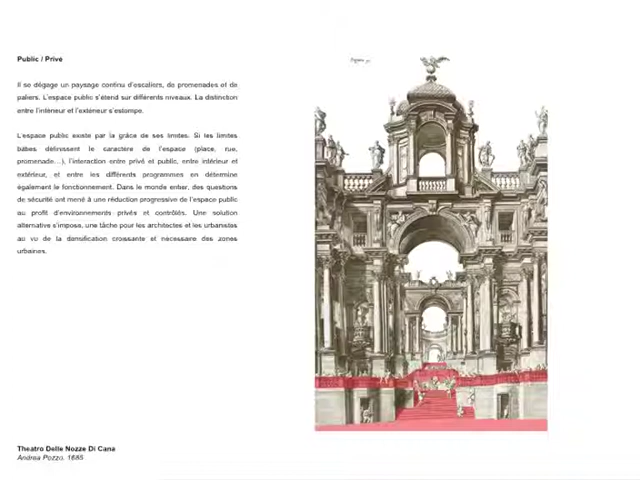 Public / Privé
Il se dégage un paysage continu d'escaliers, de promenades et de
paliers. L'espace public s'étend sur différents niveaux. La distinction
entre l'intérieur et l'extérieur s'estompe.
L'espace public existe par la grâce de ses limites. Si les limites
bâties définissent le caractère de l'espace (place, rue,
promenade…), l'interaction entre privé et public, entre intérieur et
extérieur, et entre les différents programmes en détermine
également le fonctionnement. Dans le monde entier, des questions
de sécurité ont mené à une réduction progressive de l'espace public
au profit d'environnements privés et contrôlés. Une solution
alternative s'impose, une tâche pour les architectes et les urbanistes
au vu de la densification croissante et nécessaire des zones
urbaines.
Theatro Delle Nozze Di Cana
Andrea Pozzo, 1685